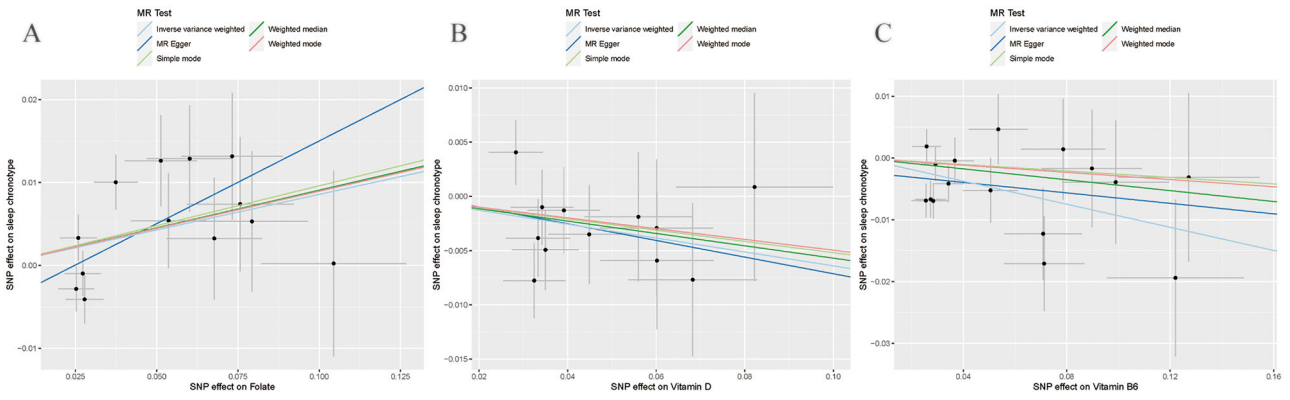 A
MR Test
Inverse variance weighted
Weighted median
MR Egger
Weighted mode
Simple mode
SNP effect on sleep chronotype
0.02
0.01
0.00
-0.01
0.025
0.050
0.075
0.100
0.125
SNP effect on Folate
B
MR Test
Inverse variance weighted
Weighted median
MR Egger
Weighted mode
Simple mode
SNP effect on sleep chronotype
0.010
0.005
0.000
-0.005
-0.010
-0.015
0.02
0.04
0.06
0.08
0.10
SNP effect on Vitamin D
C
MR Test
Inverse variance weighted
Weighted median
MR Egger
Weighted mode
Simple mode
SNP effect on sleep chronotype
0.01
0.00
-0.01
-0.02
-0.03
0.04
0.08
0.12
0.16
SNP effect on Vitamin B6